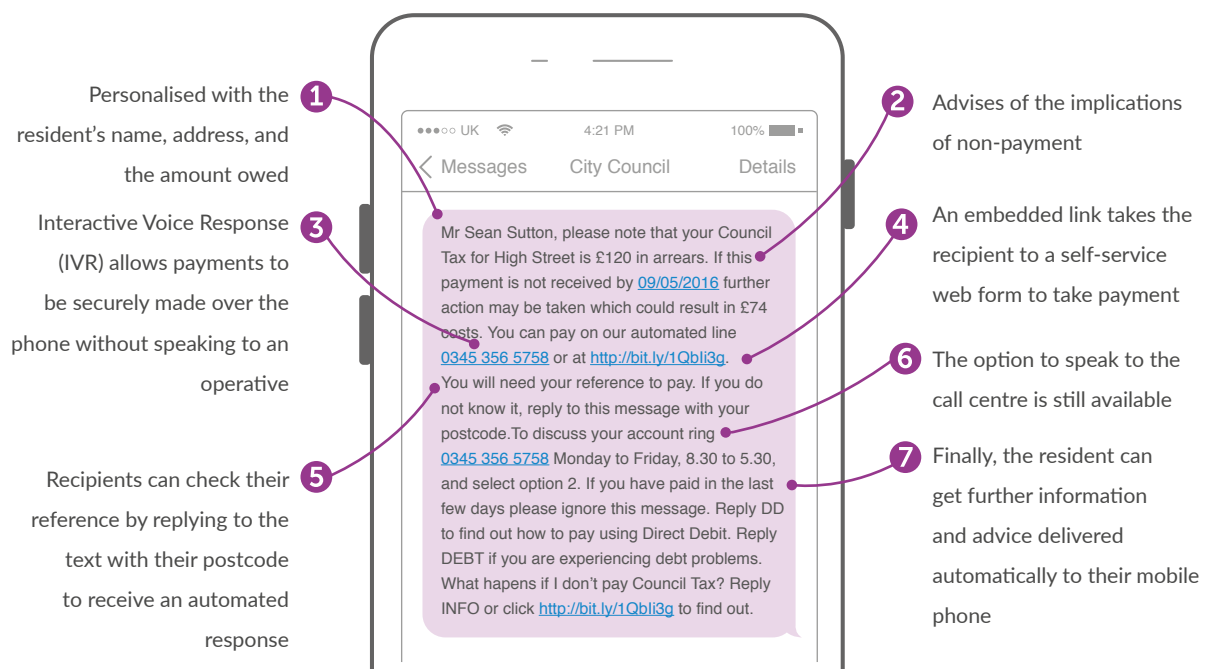 1
Personalised with the
resident's name, address, and
the amount owed
3
Interactive Voice Response
(IVR) allows payments to
be securely made over the
phone without speaking to an
operative
5
Recipients can check their
reference by replying to the
text with their postcode
to receive an automated
response
UK 4:21 PM 100%
Messages City Council Details
Mr Sean Sutton, please note that your Council
Tax for High Street is £120 in arrears. If this
payment is not received by 09/05/2016 further
action may be taken which could result in £74
costs. You can pay on our automated line
0345 356 5758 or at http://bit.ly/1Qbli3g.
You will need your reference to pay. If you do
not know it, reply to this message with your
postcode.To discuss your account ring
0345 356 5758 Monday to Friday, 8.30 to 5.30,
and select option 2. If you have paid in the last
few days please ignore this message. Reply DD
to find out how to pay using Direct Debit. Reply
DEBT if you are experiencing debt problems.
What hapens if I don't pay Council Tax? Reply
INFO or click http://bit.ly/1Qbli3g to find out.
2
Advises of the implications
of non-payment
4
An embedded link takes the
recipient to a self-service
web form to take payment
6
The option to speak to the
call centre is still available
7
Finally, the resident can
get further information
and advice delivered
automatically to their mobile
phone